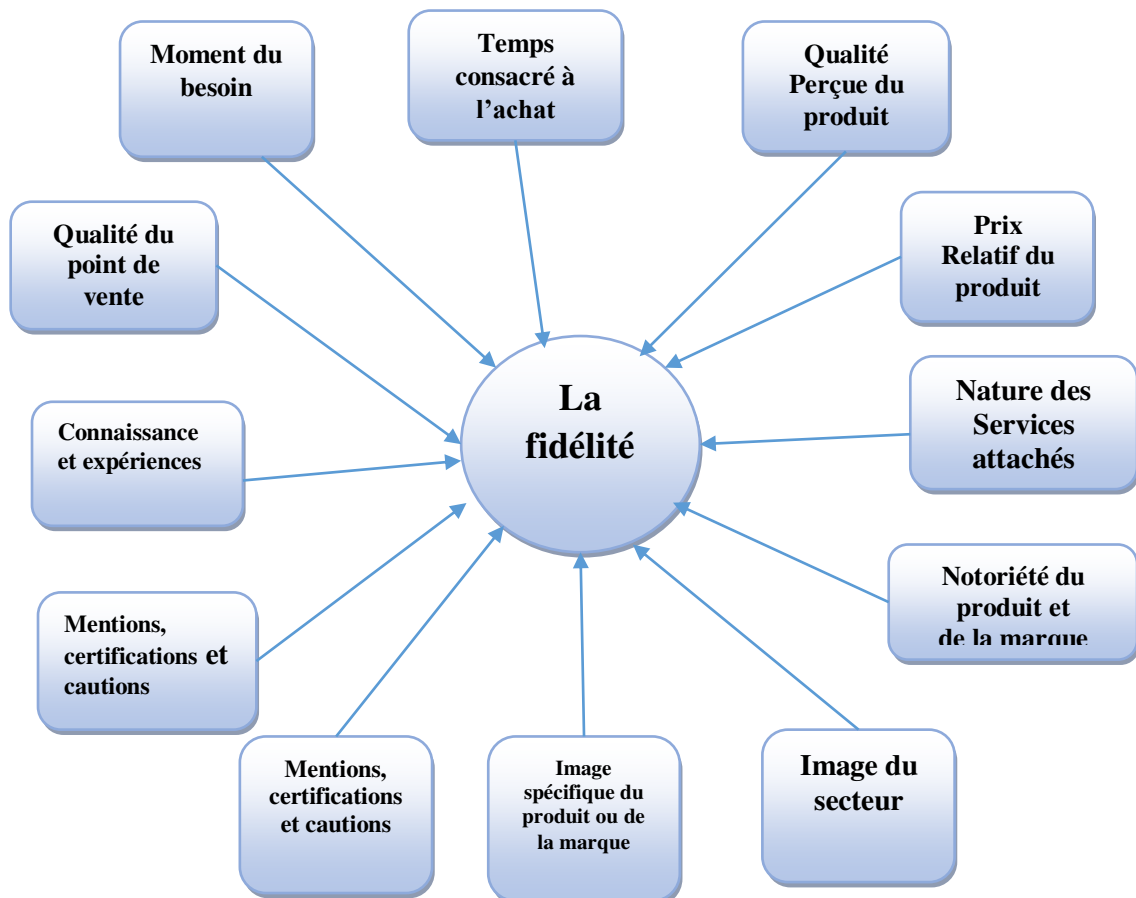 Moment du
besoin
Temps
consacré à
l’achat
Qualité
Perçue du
produit
Qualité du
point de
vente
Prix
Relatif du
produit
La
fidélité
Nature des
Services
attachés
Connaissance
et expériences
Notoriété du
produit et
de la marque
Mentions,
certifications et
cautions
Mentions,
certifications
et cautions
Image
spécifique du
produit ou de
la marque
Image du
secteur